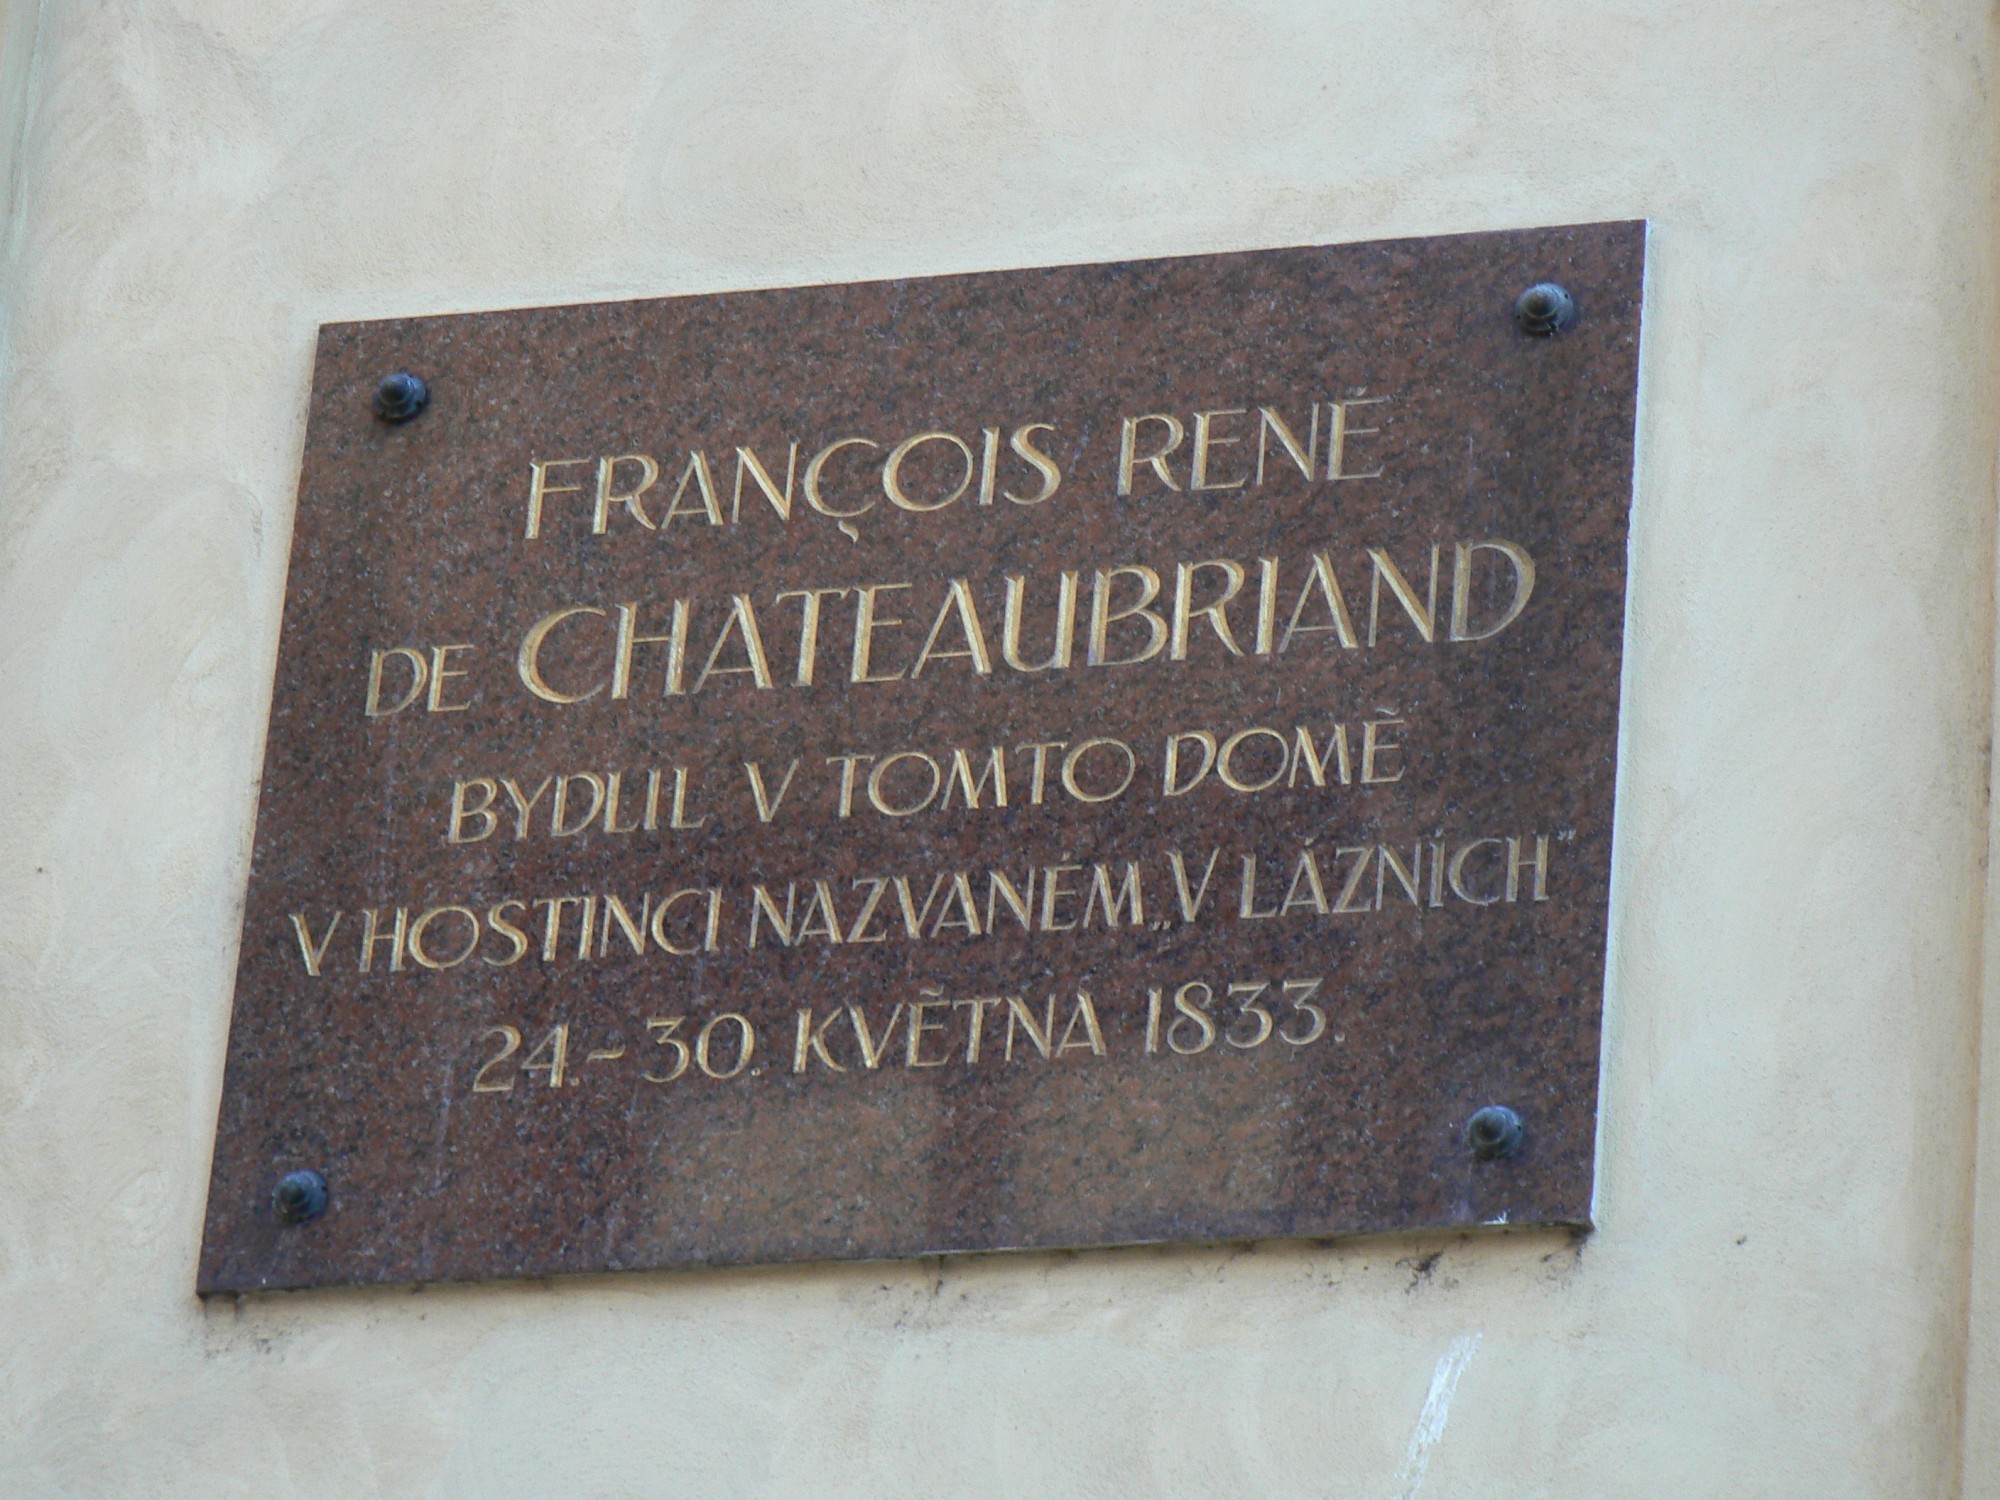 FRANÇOIS RENÉ
DE CHATEAUBRIAND
BYDLIL V TOMTO DOMĚ
V HOSTINCI NAZVANÉM „V LÁZNÍCH"
24.-30. KVĚTNA 1833.